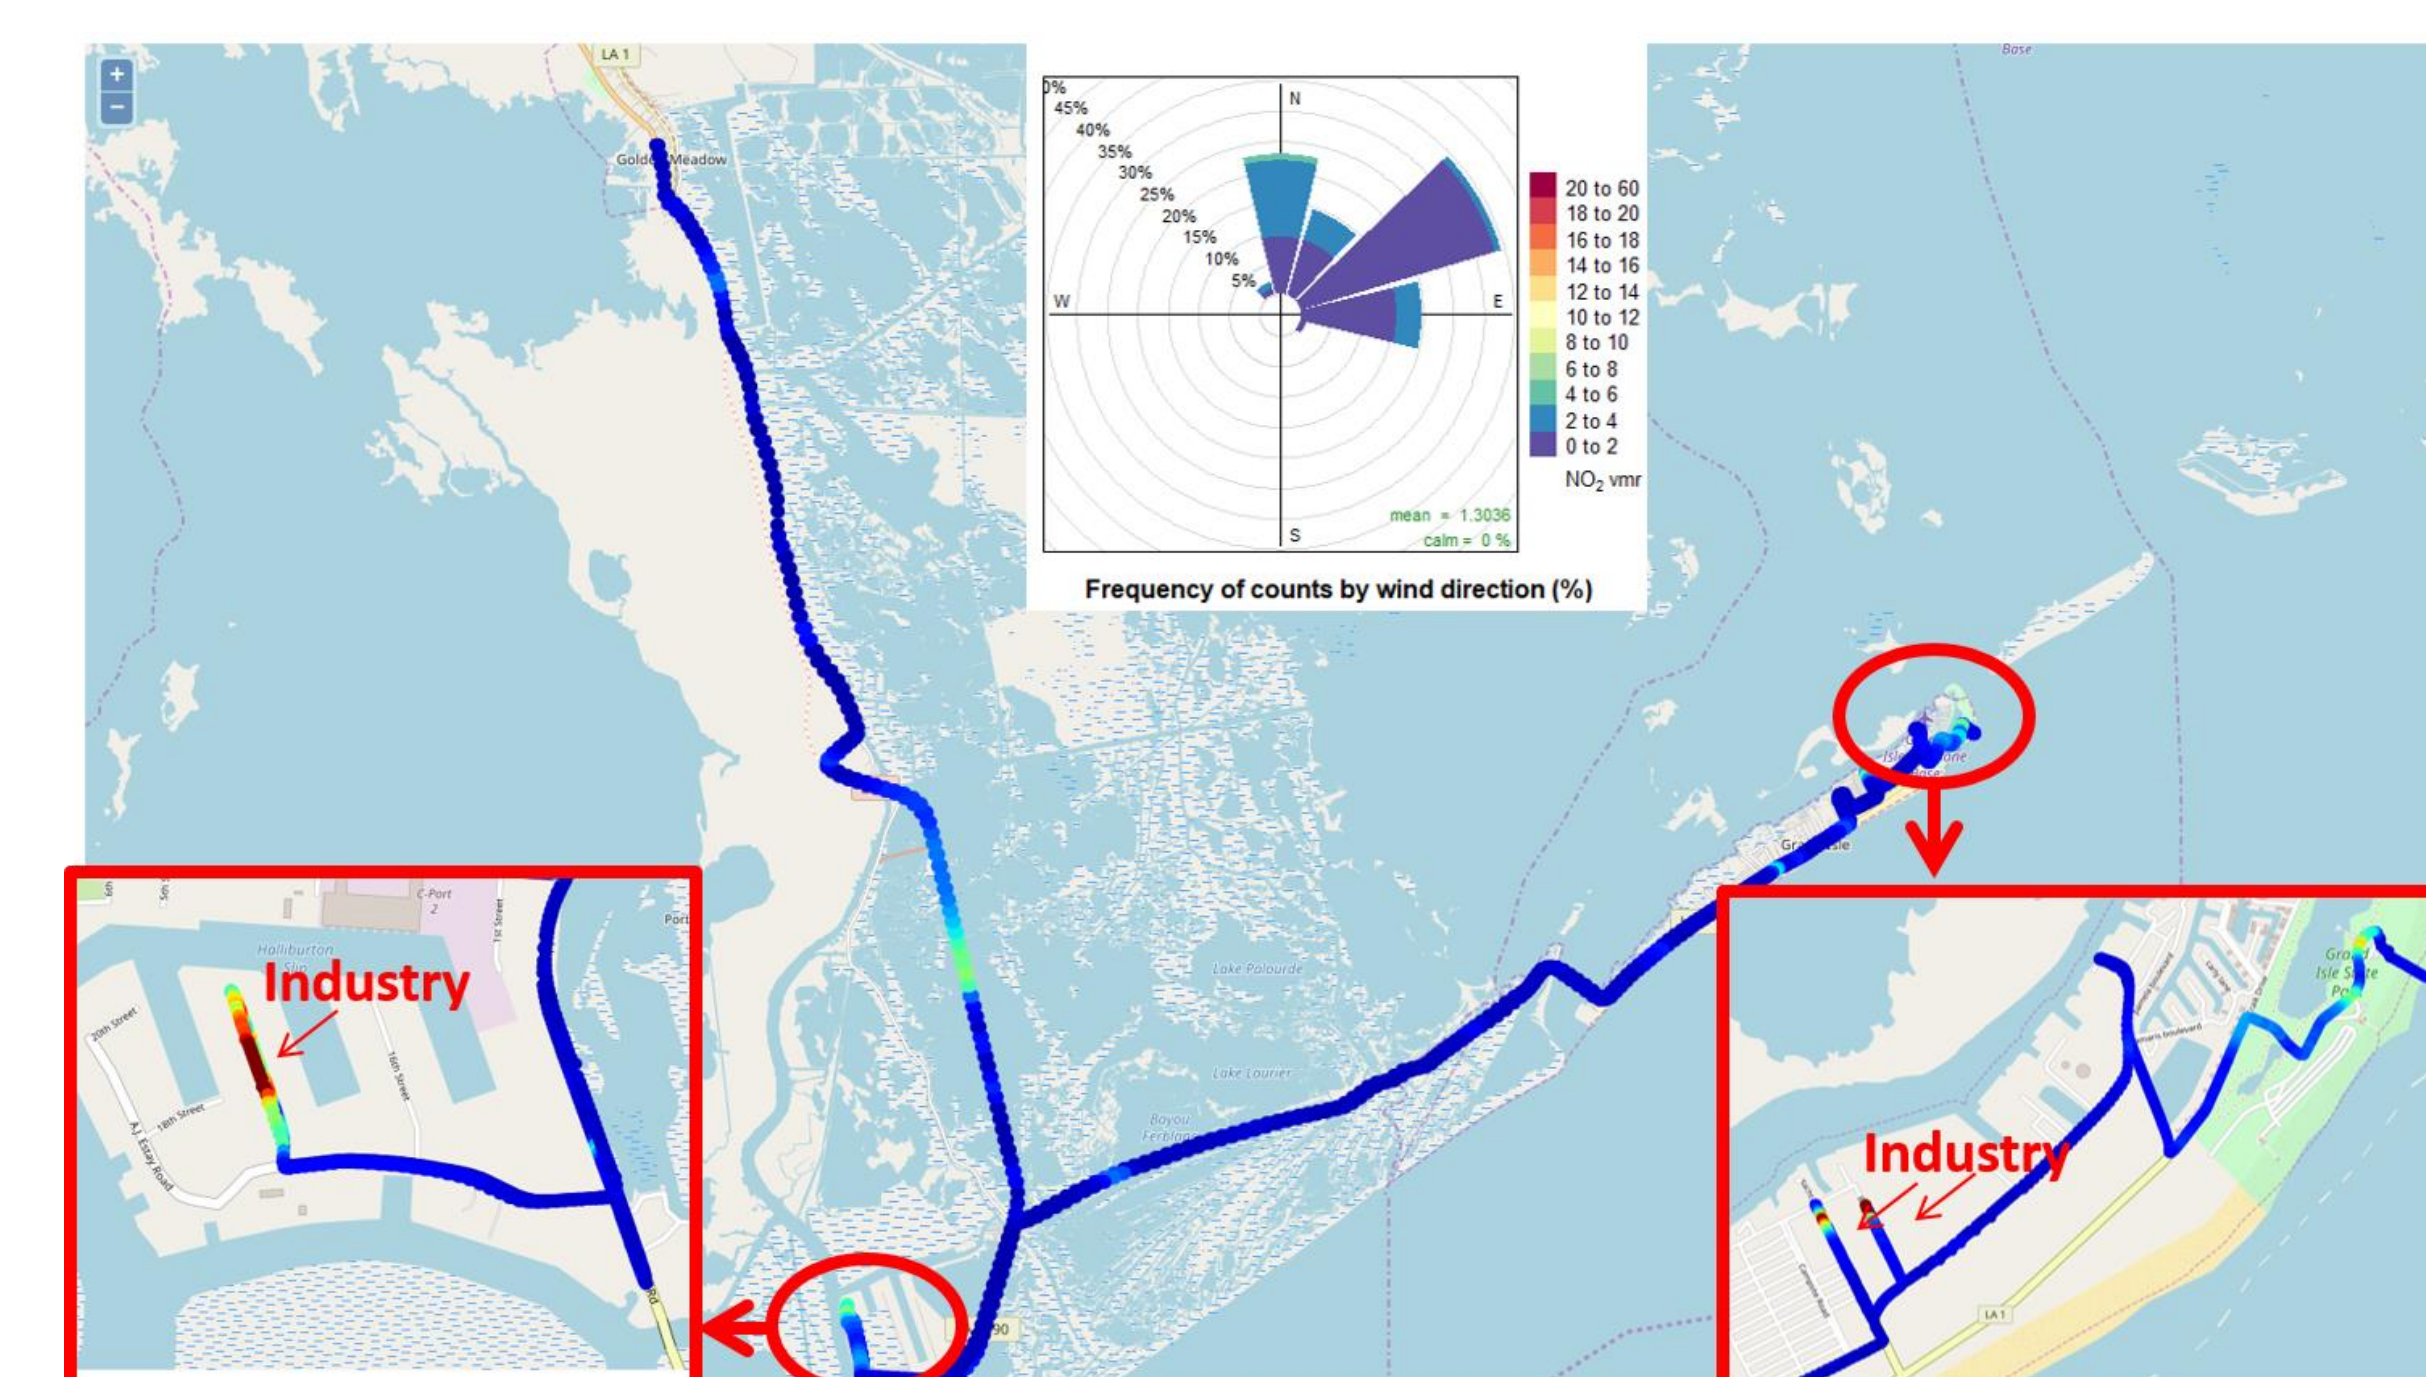 LA 1
Base
+
−
Meadow
N
45%
40%
35%
30%
25%
20%
15%
10%
5%
W
E
S
mean = 1.3036
calm = 0 %
20 to 60
18 to 20
16 to 18
14 to 16
12 to 14
10 to 12
8 to 10
6 to 8
4 to 6
2 to 4
0 to 2
NO₂ vmr
Frequency of counts by wind direction (%)
C-Port
2
1st Street
Halliburton
Slip
Industry
20th Street
18th Street
16th Street
A.J. Estay Road
Rd
90
Lake Palourde
Lake Laurier
Bayou
Industry
LA 1